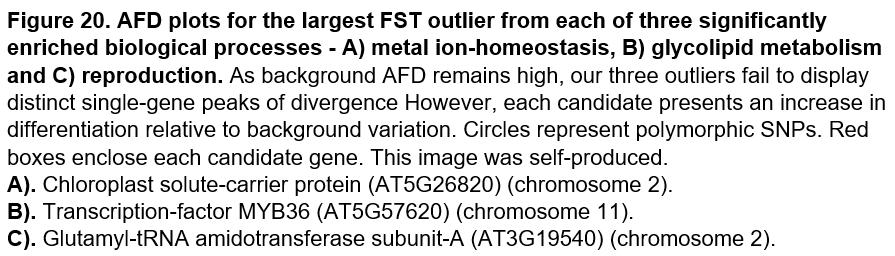 Figure 20. AFD plots for the largest FST outlier from each of three significantly
enriched biological processes - A) metal ion-homeostasis, B) glycolipid metabolism
and C) reproduction. As background AFD remains high, our three outliers fail to display
distinct single-gene peaks of divergence However, each candidate presents an increase in
differentiation relative to background variation. Circles represent polymorphic SNPs. Red
boxes enclose each candidate gene. This image was self-produced.
A). Chloroplast solute-carrier protein (AT5G26820) (chromosome 2).
B). Transcription-factor MYB36 (AT5G57620) (chromosome 11).
C). Glutamyl-tRNA amidotransferase subunit-A (AT3G19540) (chromosome 2).